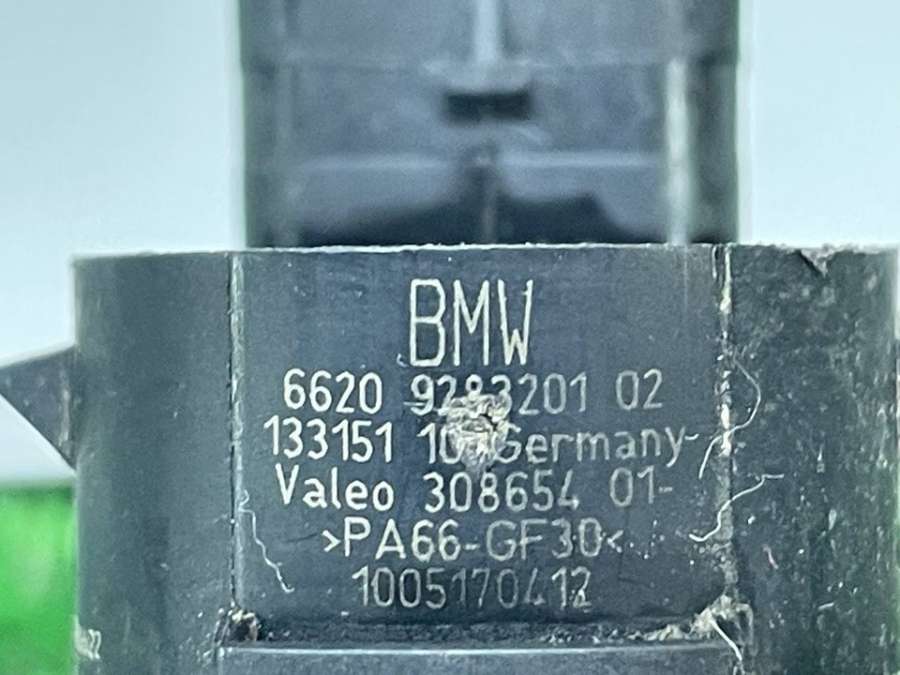 BMW
6620 9283201 02
133151 10 Germany-
Valeo 308654 01-
>PA66-GF30<
1005170412